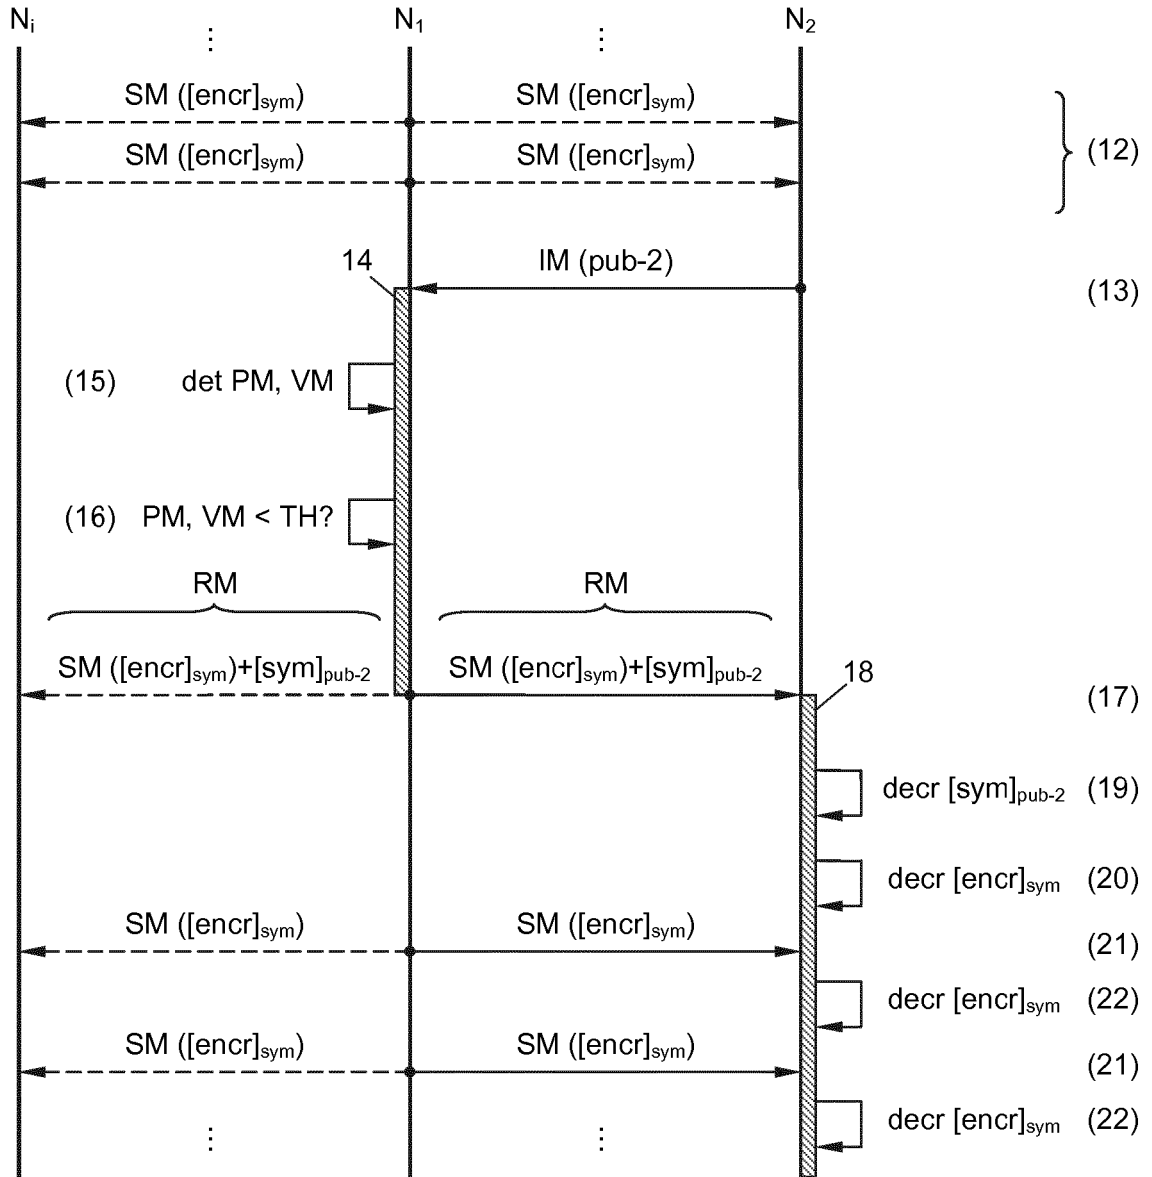 Nᵢ N₁ N₂
⋮ ⋮
SM ([encr]sym) SM ([encr]sym)
SM ([encr]sym) SM ([encr]sym) (12)
14 IM (pub-2) (13)
(15) det PM, VM
(16) PM, VM < TH?
RM RM
SM ([encr]sym)+[sym]pub-2 SM ([encr]sym)+[sym]pub-2 18 (17)
decr [sym]pub-2 (19)
decr [encr]sym (20)
SM ([encr]sym) SM ([encr]sym) (21)
decr [encr]sym (22)
SM ([encr]sym) SM ([encr]sym) (21)
decr [encr]sym (22)
⋮ ⋮